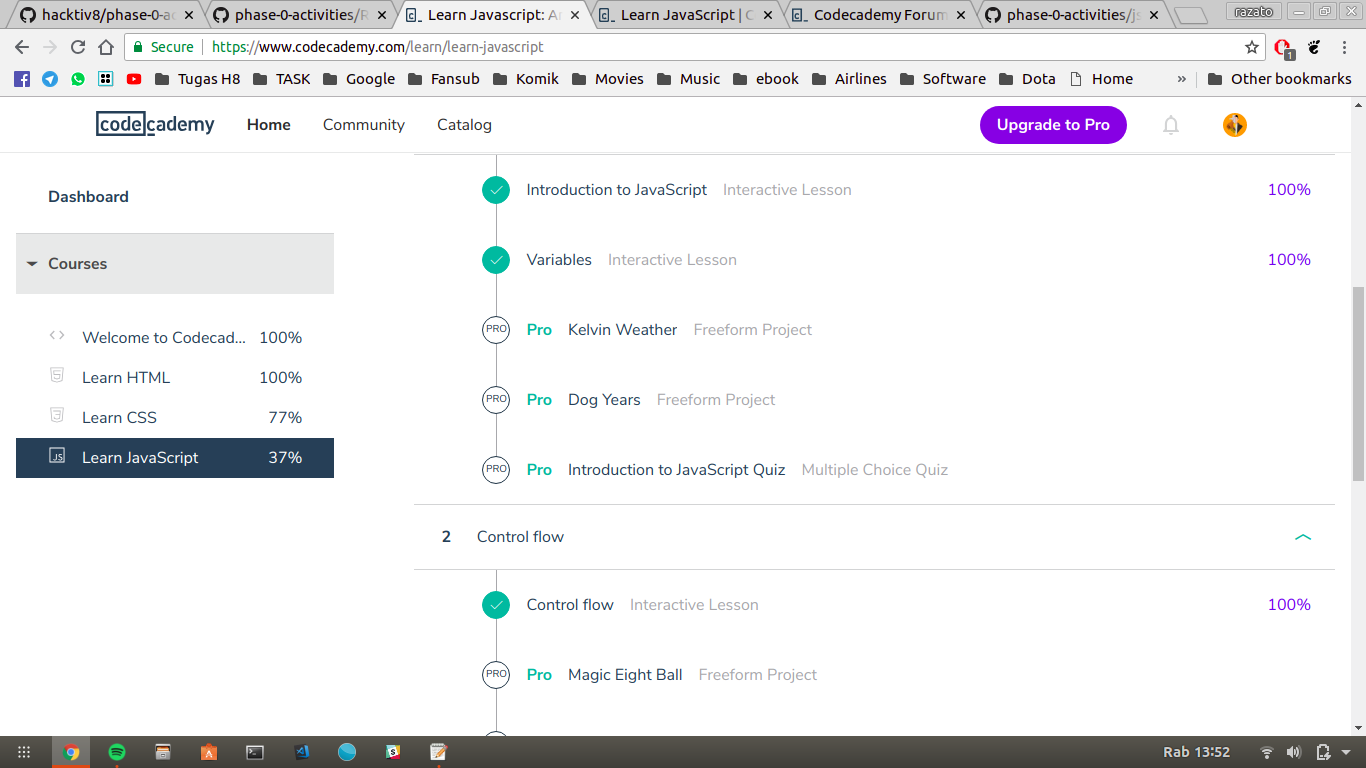 hacktiv8/phase-0-ac
phase-0-activities/R
Learn Javascript: An
Learn JavaScript | C
Codecademy Forum
phase-0-activities/js
razato
Secure https://www.codecademy.com/learn/learn-javascript
1
Tugas H8 TASK Google Fansub Komik Movies Music ebook Airlines Software Dota Home » Other bookmarks
codecademy Home Community Catalog Upgrade to Pro
Dashboard
Courses
Welcome to Codecad... 100%
Learn HTML 100%
Learn CSS 77%
JS Learn JavaScript 37%
Introduction to JavaScript Interactive Lesson 100%
Variables Interactive Lesson 100%
PRO Pro Kelvin Weather Freeform Project
PRO Pro Dog Years Freeform Project
PRO Pro Introduction to JavaScript Quiz Multiple Choice Quiz
2 Control flow
Control flow Interactive Lesson 100%
PRO Pro Magic Eight Ball Freeform Project
Rab 13:52